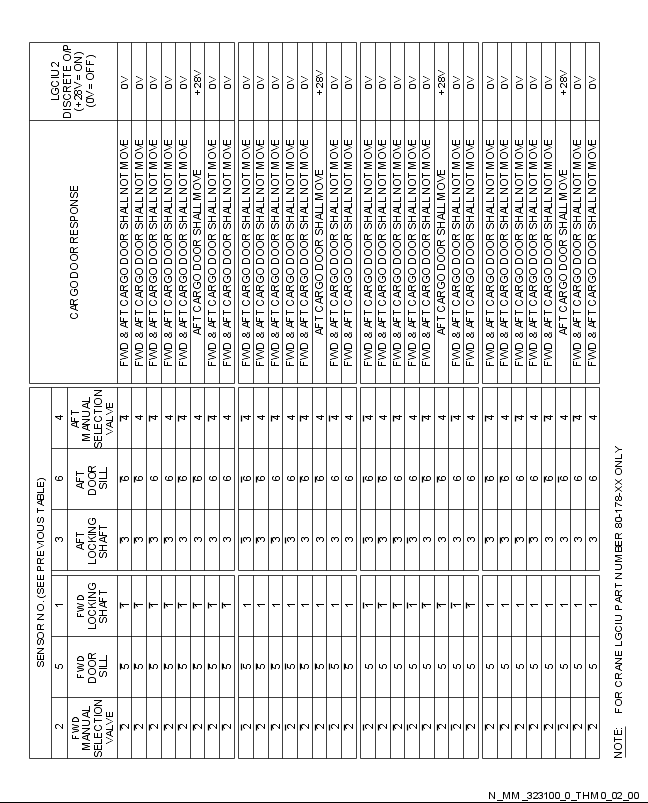 SENSOR NO. (SEE PREVIOUS TABLE)
2 5 1 3 6 4 CARGO DOOR RESPONSE LGCIU2 DISCRETE O/P (+28V = ON) (0V = OFF)
FWD MANUAL SELECTION VALVE FWD DOOR SILL FWD LOCKING SHAFT AFT LOCKING SHAFT AFT DOOR SILL AFT MANUAL SELECTION VALVE
2̅ 5̅ 1̅ 3̅ 6̅ 4̅ FWD & AFT CARGO DOOR SHALL NOT MOVE 0V
2̅ 5̅ 1̅ 3̅ 6̅ 4 FWD & AFT CARGO DOOR SHALL NOT MOVE 0V
2̅ 5̅ 1̅ 3̅ 6 4̅ FWD & AFT CARGO DOOR SHALL NOT MOVE 0V
2̅ 5̅ 1̅ 3̅ 6 4 FWD & AFT CARGO DOOR SHALL NOT MOVE 0V
2̅ 5̅ 1̅ 3 6̅ 4̅ FWD & AFT CARGO DOOR SHALL NOT MOVE 0V
2̅ 5̅ 1̅ 3 6̅ 4 AFT CARGO DOOR SHALL MOVE +28V
2̅ 5̅ 1̅ 3 6 4̅ FWD & AFT CARGO DOOR SHALL NOT MOVE 0V
2̅ 5̅ 1̅ 3 6 4 FWD & AFT CARGO DOOR SHALL NOT MOVE 0V
2̅ 5̅ 1 3̅ 6̅ 4̅ FWD & AFT CARGO DOOR SHALL NOT MOVE 0V
2̅ 5̅ 1 3̅ 6̅ 4 FWD & AFT CARGO DOOR SHALL NOT MOVE 0V
2̅ 5̅ 1 3̅ 6 4̅ FWD & AFT CARGO DOOR SHALL NOT MOVE 0V
2̅ 5̅ 1 3̅ 6 4 FWD & AFT CARGO DOOR SHALL NOT MOVE 0V
2̅ 5̅ 1 3 6̅ 4̅ FWD & AFT CARGO DOOR SHALL NOT MOVE 0V
2̅ 5̅ 1 3 6̅ 4 AFT CARGO DOOR SHALL MOVE +28V
2̅ 5̅ 1 3 6 4̅ FWD & AFT CARGO DOOR SHALL NOT MOVE 0V
2̅ 5̅ 1 3 6 4 FWD & AFT CARGO DOOR SHALL NOT MOVE 0V
2̅ 5 1̅ 3̅ 6̅ 4̅ FWD & AFT CARGO DOOR SHALL NOT MOVE 0V
2̅ 5 1̅ 3̅ 6̅ 4 FWD & AFT CARGO DOOR SHALL NOT MOVE 0V
2̅ 5 1̅ 3̅ 6 4̅ FWD & AFT CARGO DOOR SHALL NOT MOVE 0V
2̅ 5 1̅ 3̅ 6 4 FWD & AFT CARGO DOOR SHALL NOT MOVE 0V
2̅ 5 1̅ 3 6̅ 4̅ FWD & AFT CARGO DOOR SHALL NOT MOVE 0V
2̅ 5 1̅ 3 6̅ 4 AFT CARGO DOOR SHALL MOVE +28V
2̅ 5 1̅ 3 6 4̅ FWD & AFT CARGO DOOR SHALL NOT MOVE 0V
2̅ 5 1̅ 3 6 4 FWD & AFT CARGO DOOR SHALL NOT MOVE 0V
2̅ 5 1 3̅ 6̅ 4̅ FWD & AFT CARGO DOOR SHALL NOT MOVE 0V
2̅ 5 1 3̅ 6̅ 4 FWD & AFT CARGO DOOR SHALL NOT MOVE 0V
2̅ 5 1 3̅ 6 4̅ FWD & AFT CARGO DOOR SHALL NOT MOVE 0V
2̅ 5 1 3̅ 6 4 FWD & AFT CARGO DOOR SHALL NOT MOVE 0V
2̅ 5 1 3 6̅ 4̅ FWD & AFT CARGO DOOR SHALL NOT MOVE 0V
2̅ 5 1 3 6̅ 4 AFT CARGO DOOR SHALL MOVE +28V
2̅ 5 1 3 6 4̅ FWD & AFT CARGO DOOR SHALL NOT MOVE 0V
2̅ 5 1 3 6 4 FWD & AFT CARGO DOOR SHALL NOT MOVE 0V
NOTE: FOR CRANE LGCIU PART NUMBER 80-178-XX ONLY
N_MM_323100_0_THM0_02_00